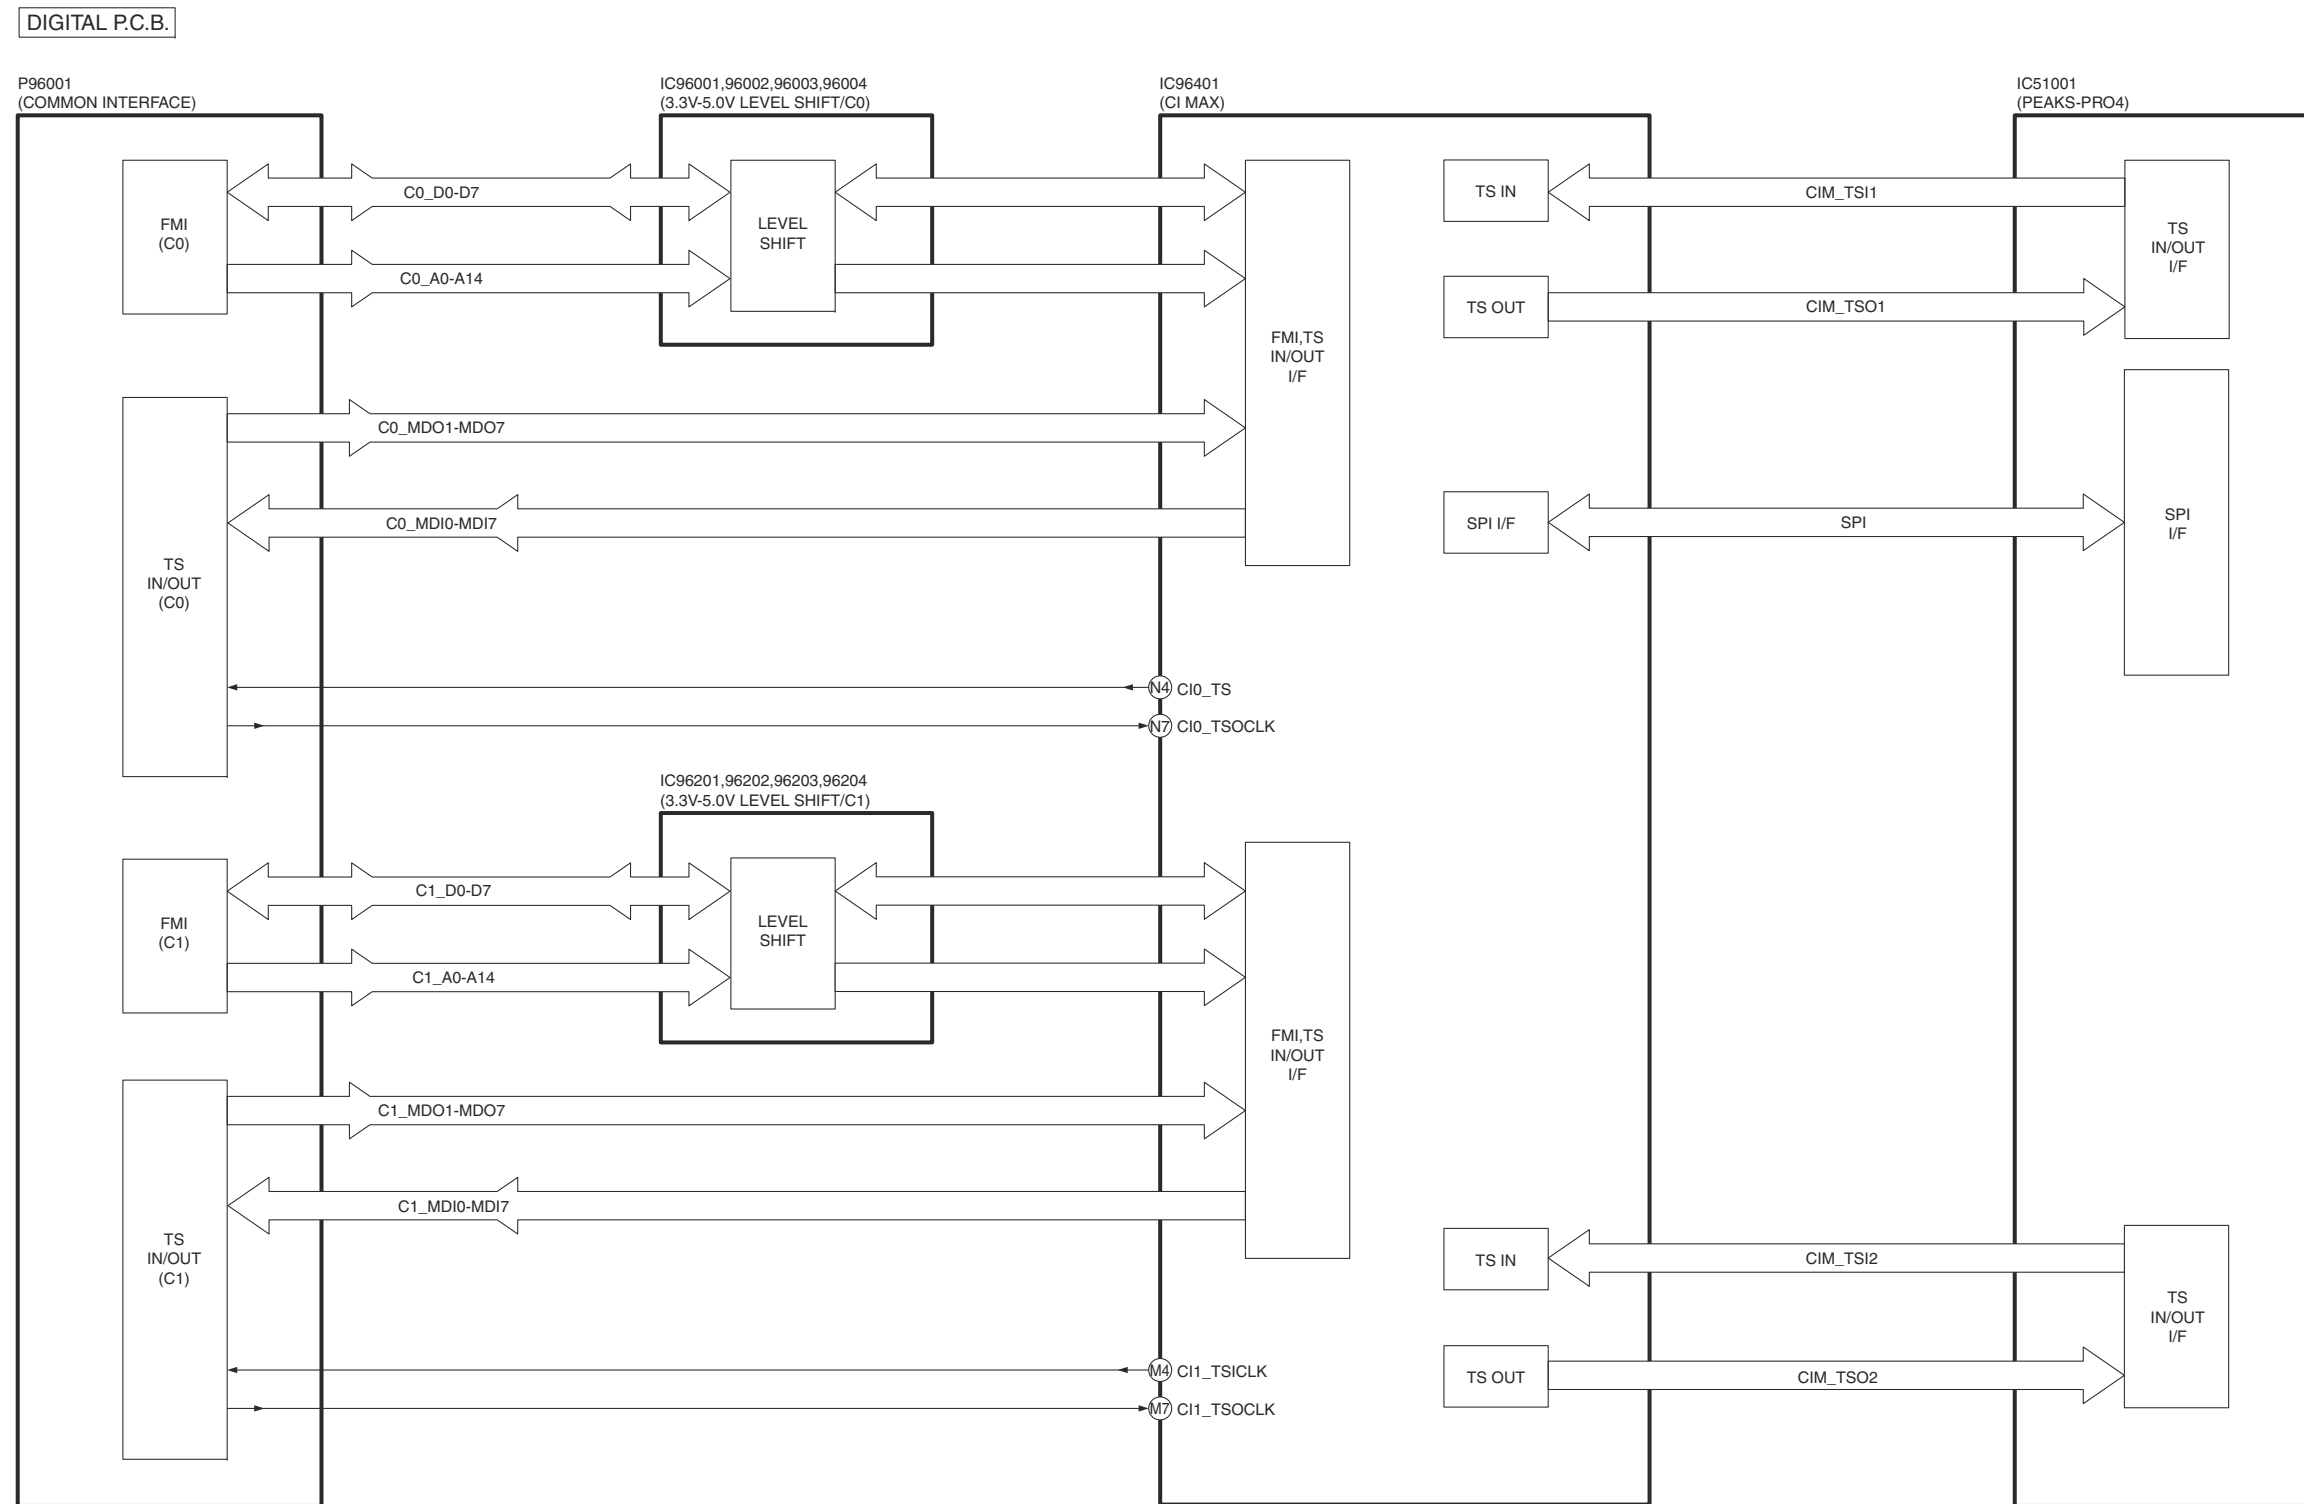 DIGITAL P.C.B.
P96001
(COMMON INTERFACE)
IC96001,96002,96003,96004
(3.3V-5.0V LEVEL SHIFT/C0)
IC96401
(CI MAX)
IC51001
(PEAKS-PRO4)
FMI
(C0)
C0_D0-D7
C0_A0-A14
LEVEL
SHIFT
FMI,TS
IN/OUT
I/F
TS IN
CIM_TSI1
TS OUT
CIM_TSO1
TS
IN/OUT
I/F
C0_MDO1-MDO7
C0_MDI0-MDI7
TS
IN/OUT
(C0)
SPI I/F
SPI
SPI
I/F
N4 CI0_TS
N7 CI0_TSOCLK
IC96201,96202,96203,96204
(3.3V-5.0V LEVEL SHIFT/C1)
FMI
(C1)
C1_D0-D7
C1_A0-A14
LEVEL
SHIFT
FMI,TS
IN/OUT
I/F
C1_MDO1-MDO7
C1_MDI0-MDI7
TS
IN/OUT
(C1)
TS IN
CIM_TSI2
TS OUT
CIM_TSO2
TS
IN/OUT
I/F
M4 CI1_TSICLK
M7 CI1_TSOCLK